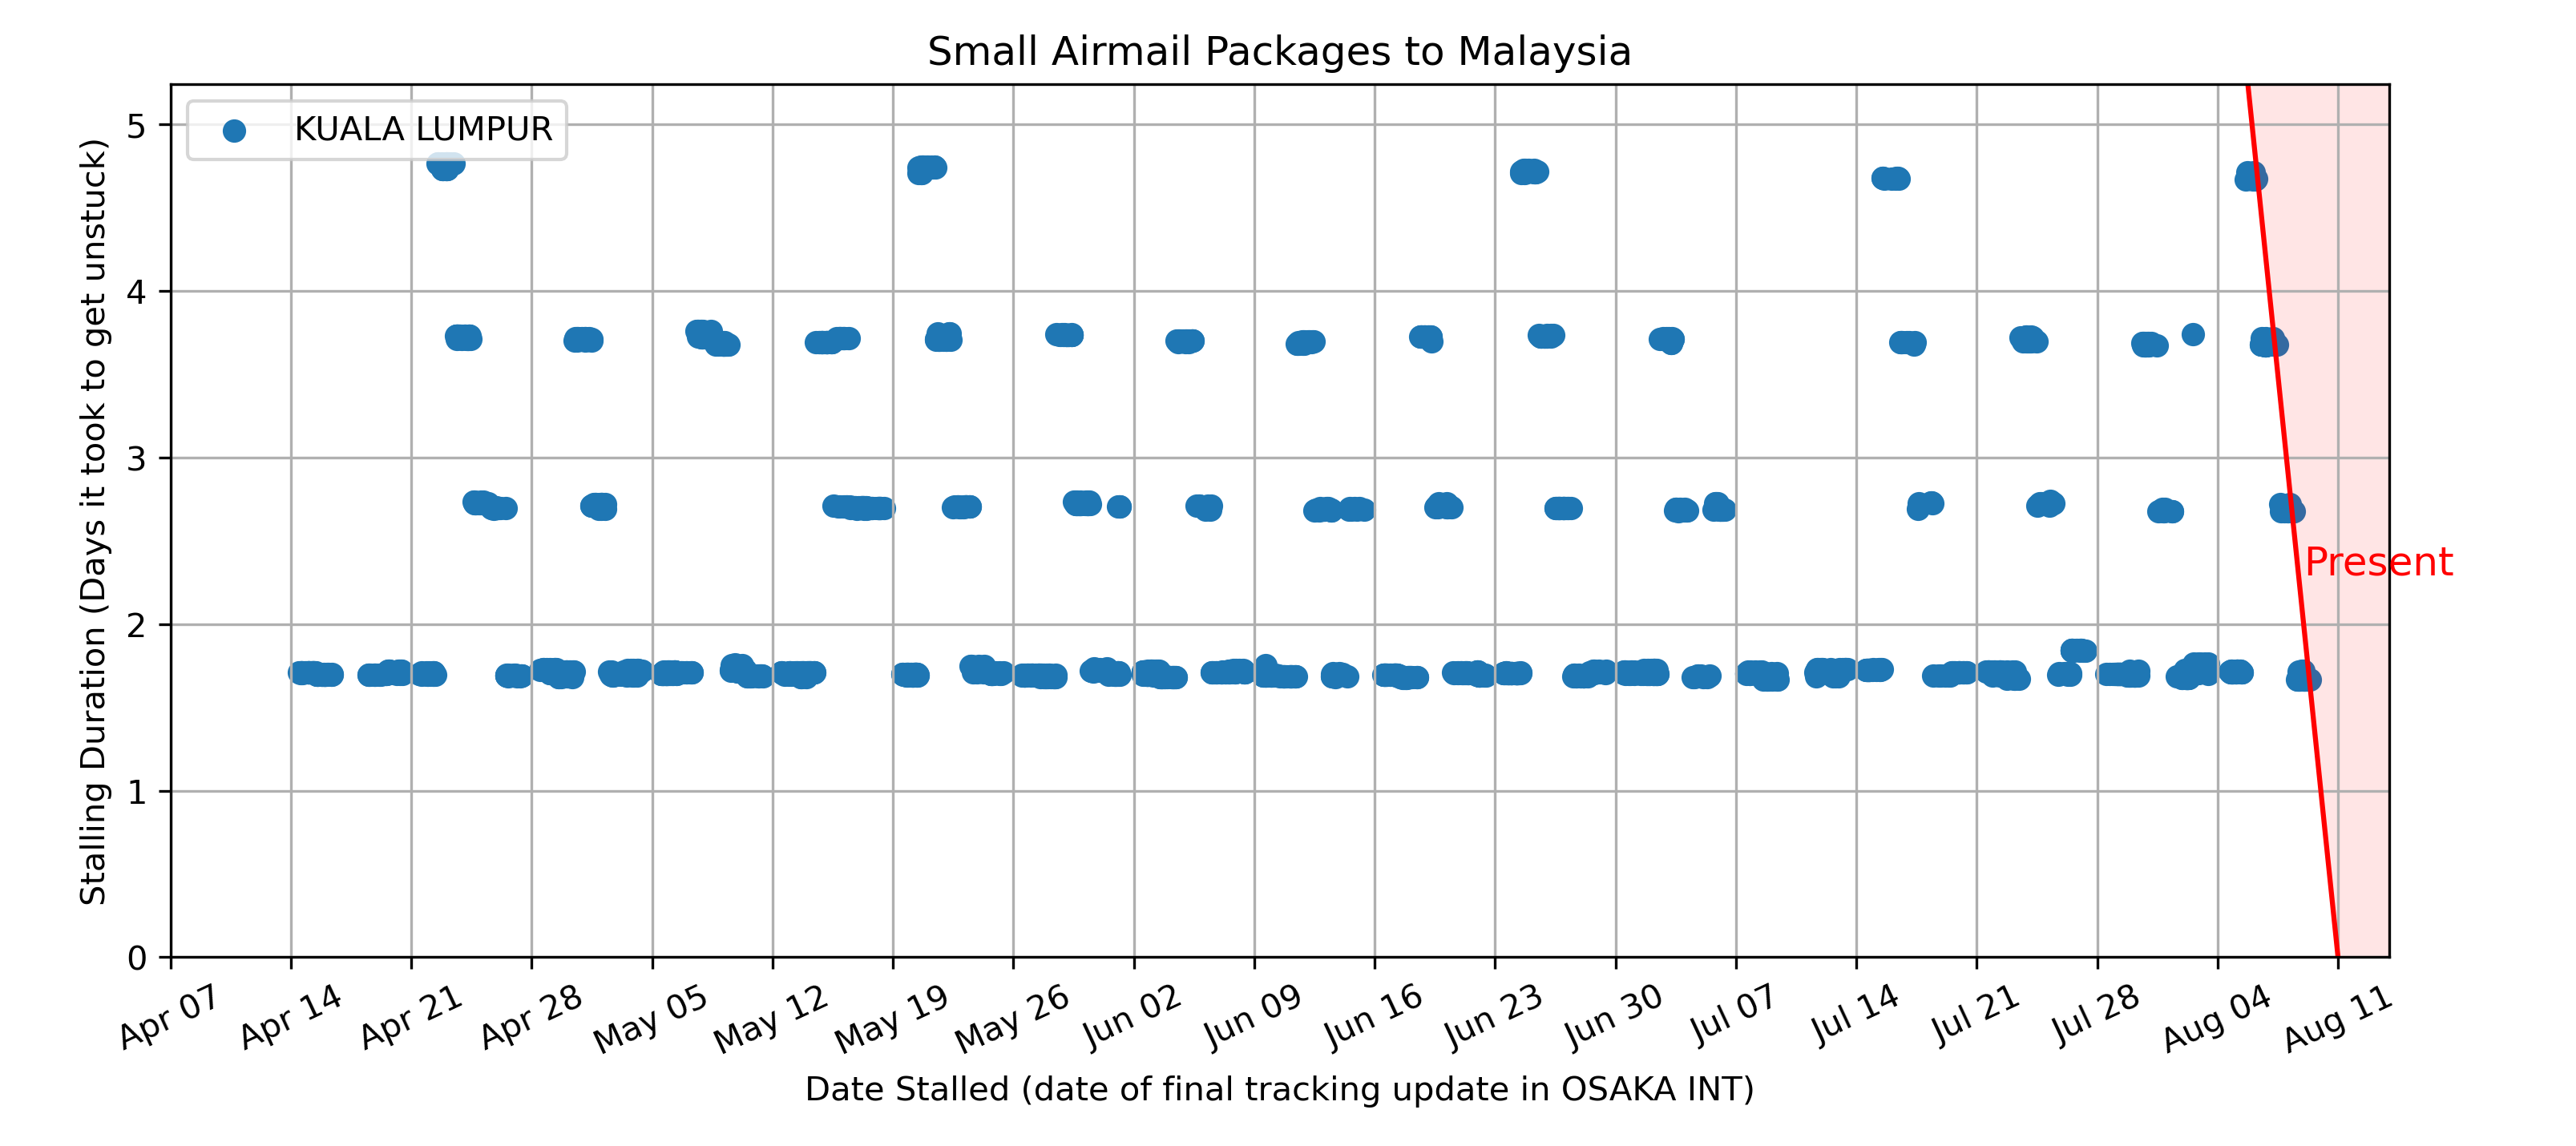 Small Airmail Packages to Malaysia
KUALA LUMPUR
Stalling Duration (Days it took to get unstuck)
5
4
3
2
1
0
Present
Apr 07
Apr 14
Apr 21
Apr 28
May 05
May 12
May 19
May 26
Jun 02
Jun 09
Jun 16
Jun 23
Jun 30
Jul 07
Jul 14
Jul 21
Jul 28
Aug 04
Aug 11
Date Stalled (date of final tracking update in OSAKA INT)